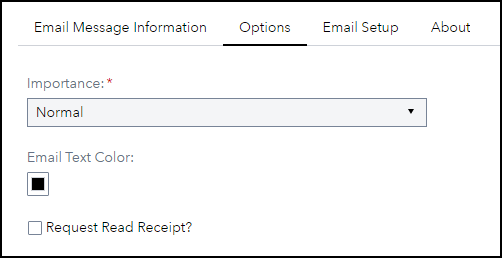 Email Message Information Options Email Setup About
Importance: *
Normal
Email Text Color:
Request Read Receipt?